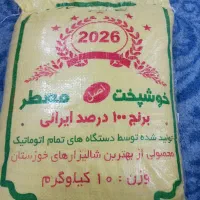 2026
خوشپخت معطر
برنج ۱۰۰ درصد ایرانی
تولید شده توسط دستگاه های تمام اتوماتیک
محصولی از بهترین شالیزارهای خوزستان
وزن : ۱۰ کیلوگرم